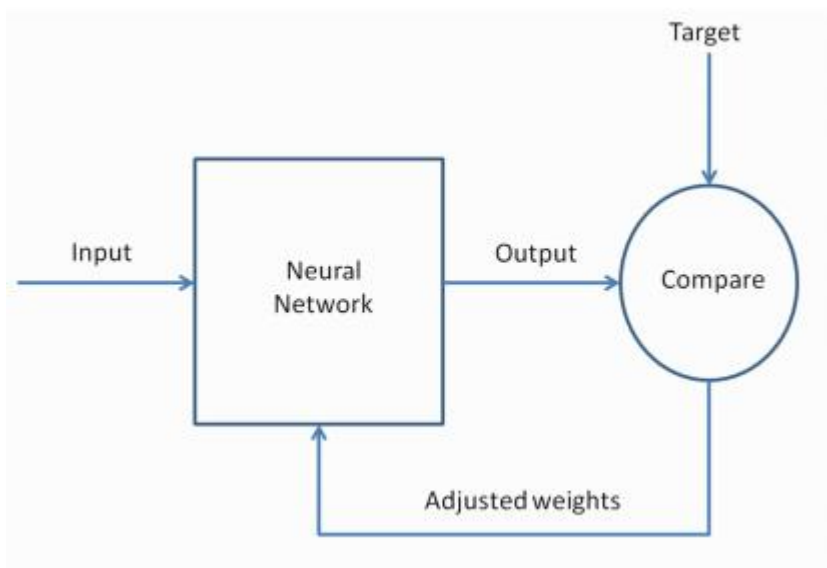 Target
Input
Neural
Network
Output
Compare
Adjusted weights